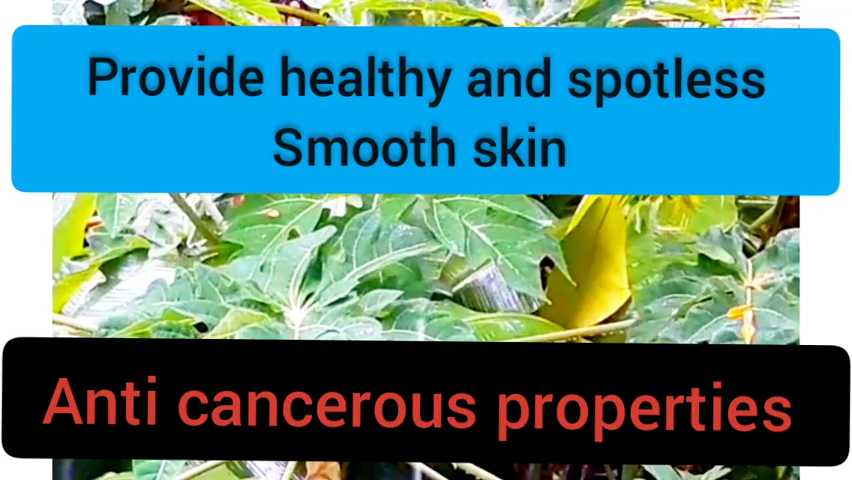 Provide healthy and spotless
Smooth skin
Anti cancerous properties